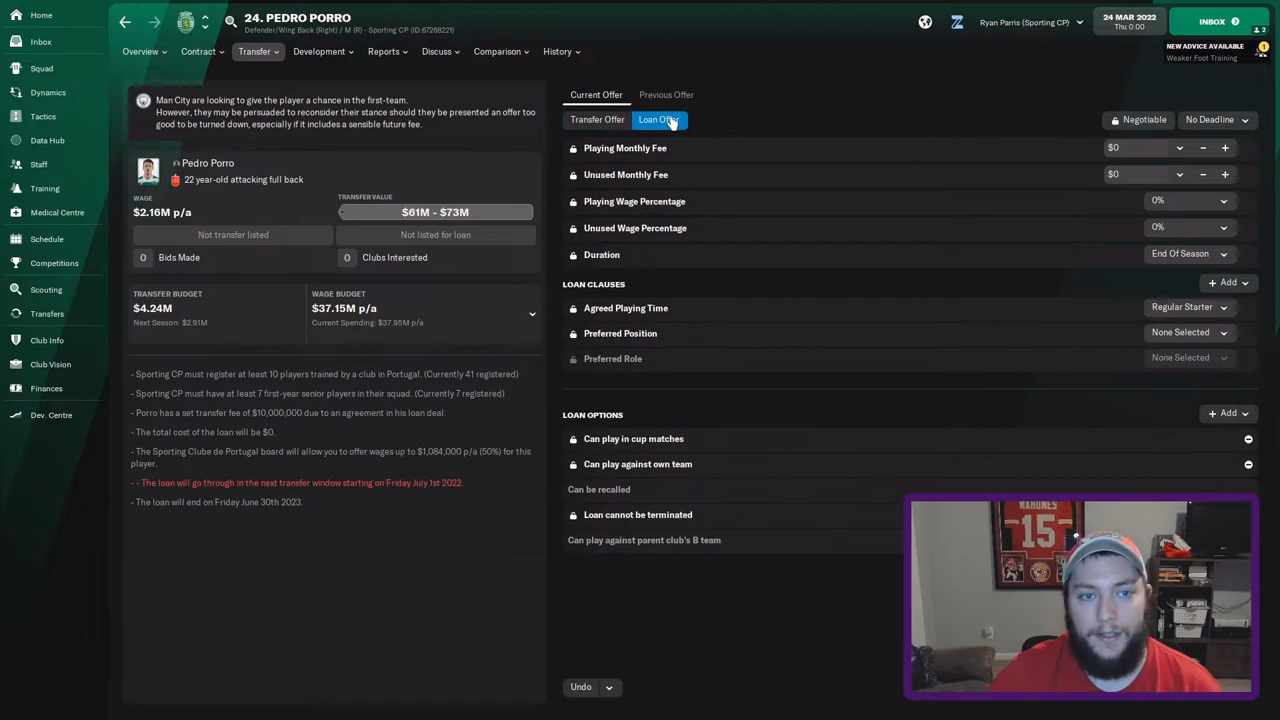 Home
Inbox
Squad
Dynamics
Tactics
Data Hub
Staff
Training
Medical Centre
Schedule
Competitions
Scouting
Transfers
Club Info
Club Vision
Finances
Dev. Centre
24. PEDRO PORRO
Defender/Wing Back (Right) / M (R) - Sporting CP (ID:67268221)
Ryan Parris (Sporting CP)
24 MAR 2022
Thu 0:00
INBOX
2
NEW ADVICE AVAILABLE
Weaker Foot Training
1
Overview
Contract
Transfer
Development
Reports
Discuss
Comparison
History
Man City are looking to give the player a chance in the first-team.
However, they may be persuaded to reconsider their stance should they be presented an offer too
good to be turned down, especially if it includes a sensible future fee.
Pedro Porro
22 year-old attacking full back
WAGE
$2.16M p/a
TRANSFER VALUE
$61M - $73M
Not transfer listed
Not listed for loan
0 Bids Made
0 Clubs Interested
TRANSFER BUDGET
$4.24M
Next Season: $2.91M
WAGE BUDGET
$37.15M p/a
Current Spending: $37.95M p/a
- Sporting CP must register at least 10 players trained by a club in Portugal. (Currently 41 registered)
- Sporting CP must have at least 7 first-year senior players in their squad. (Currently 7 registered)
- Porro has a set transfer fee of $10,000,000 due to an agreement in his loan deal.
- The total cost of the loan will be $0.
- The Sporting Clube de Portugal board will allow you to offer wages up to $1,084,000 p/a (50%) for this
player.
- - The loan will go through in the next transfer window starting on Friday July 1st 2022.
- The loan will end on Friday June 30th 2023.
Current Offer
Previous Offer
Transfer Offer
Loan Offer
Negotiable
No Deadline
Playing Monthly Fee
$0
Unused Monthly Fee
$0
Playing Wage Percentage
0%
Unused Wage Percentage
0%
Duration
End Of Season
LOAN CLAUSES
+ Add
Agreed Playing Time
Regular Starter
Preferred Position
None Selected
Preferred Role
None Selected
LOAN OPTIONS
+ Add
Can play in cup matches
Can play against own team
Can be recalled
Loan cannot be terminated
Can play against parent club's B team
Undo
MAHOMES
15